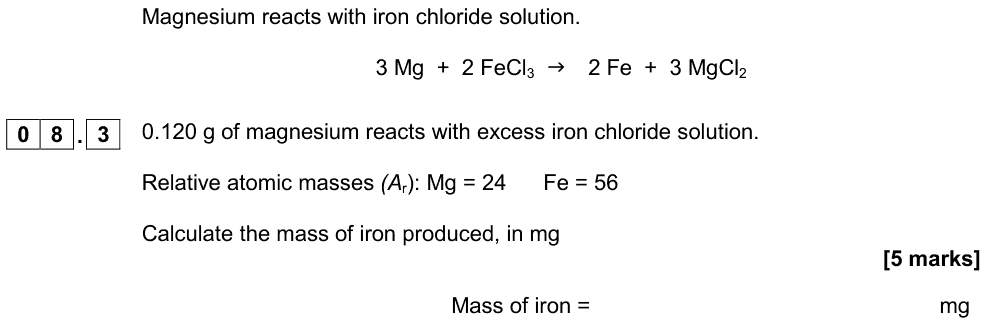 Magnesium reacts with iron chloride solution.
3 Mg + 2 FeCl₃ → 2 Fe + 3 MgCl₂
0 8 . 3 0.120 g of magnesium reacts with excess iron chloride solution.
Relative atomic masses (Aᵣ): Mg = 24 Fe = 56
Calculate the mass of iron produced, in mg
[5 marks]
Mass of iron = mg